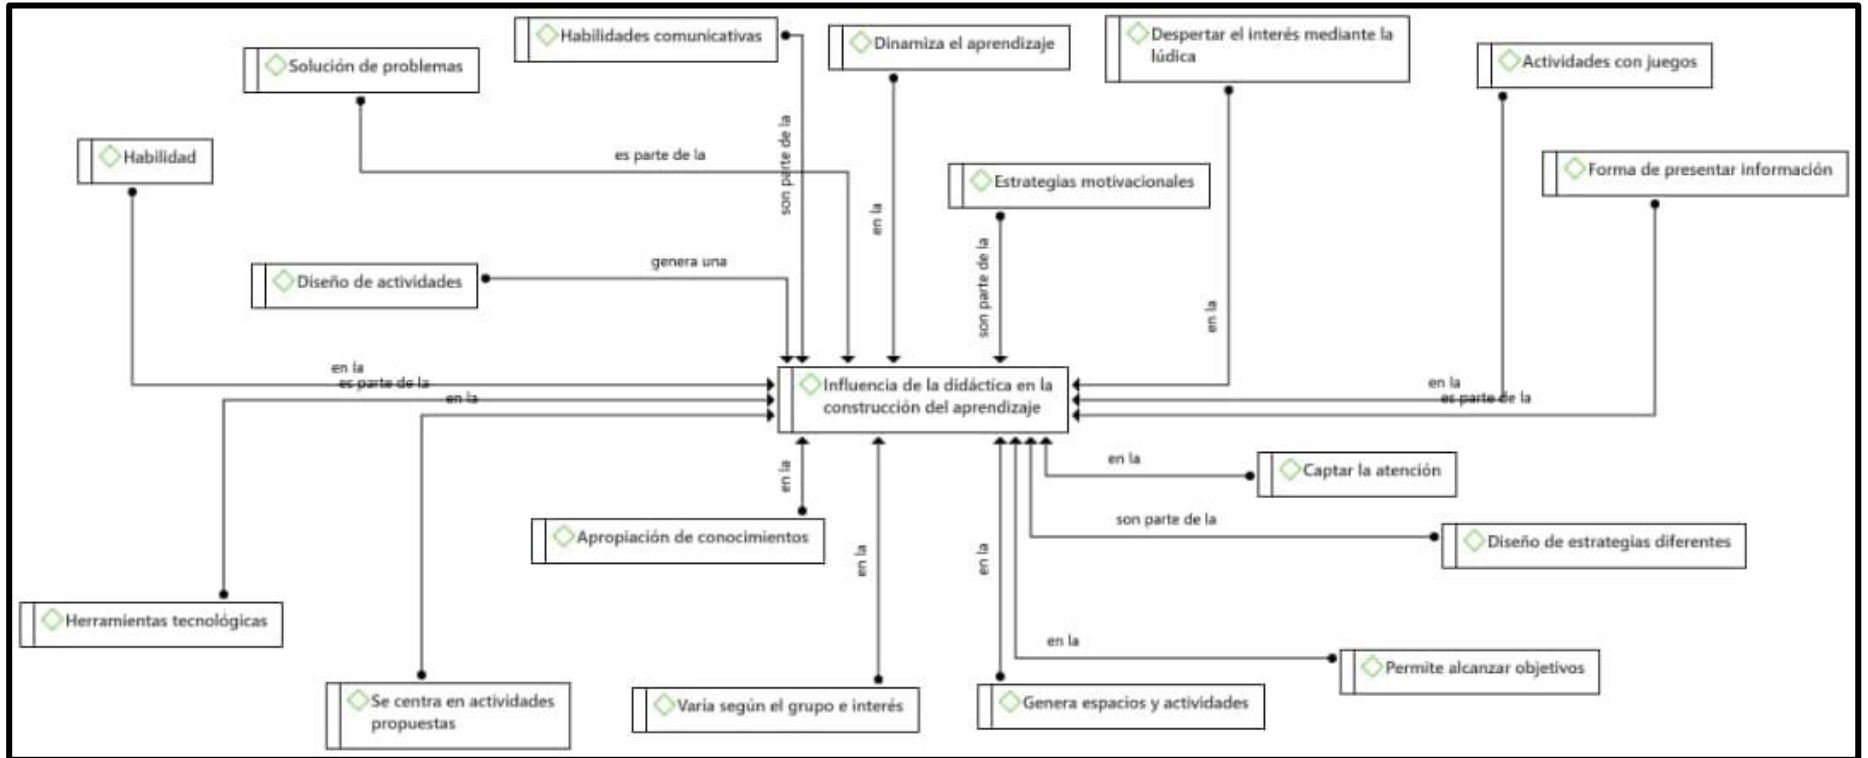 Habilidades comunicativas
Dinamiza el aprendizaje
Despertar el interés mediante la
lúdica
Solución de problemas
Actividades con juegos
Habilidad
es parte de la
son parte de la
Estrategias motivacionales
Forma de presentar información
en la
son parte de la
genera una
Diseño de actividades
en la
en la
es parte de la
en la
Influencia de la didáctica en la
construcción del aprendizaje
en la
es parte de la
en la
Captar la atención
en la
son parte de la
Diseño de estrategias diferentes
Apropiación de conocimientos
en la
en la
Herramientas tecnológicas
en la
Permite alcanzar objetivos
Se centra en actividades
propuestas
Varia según el grupo e interés
Genera espacios y actividades